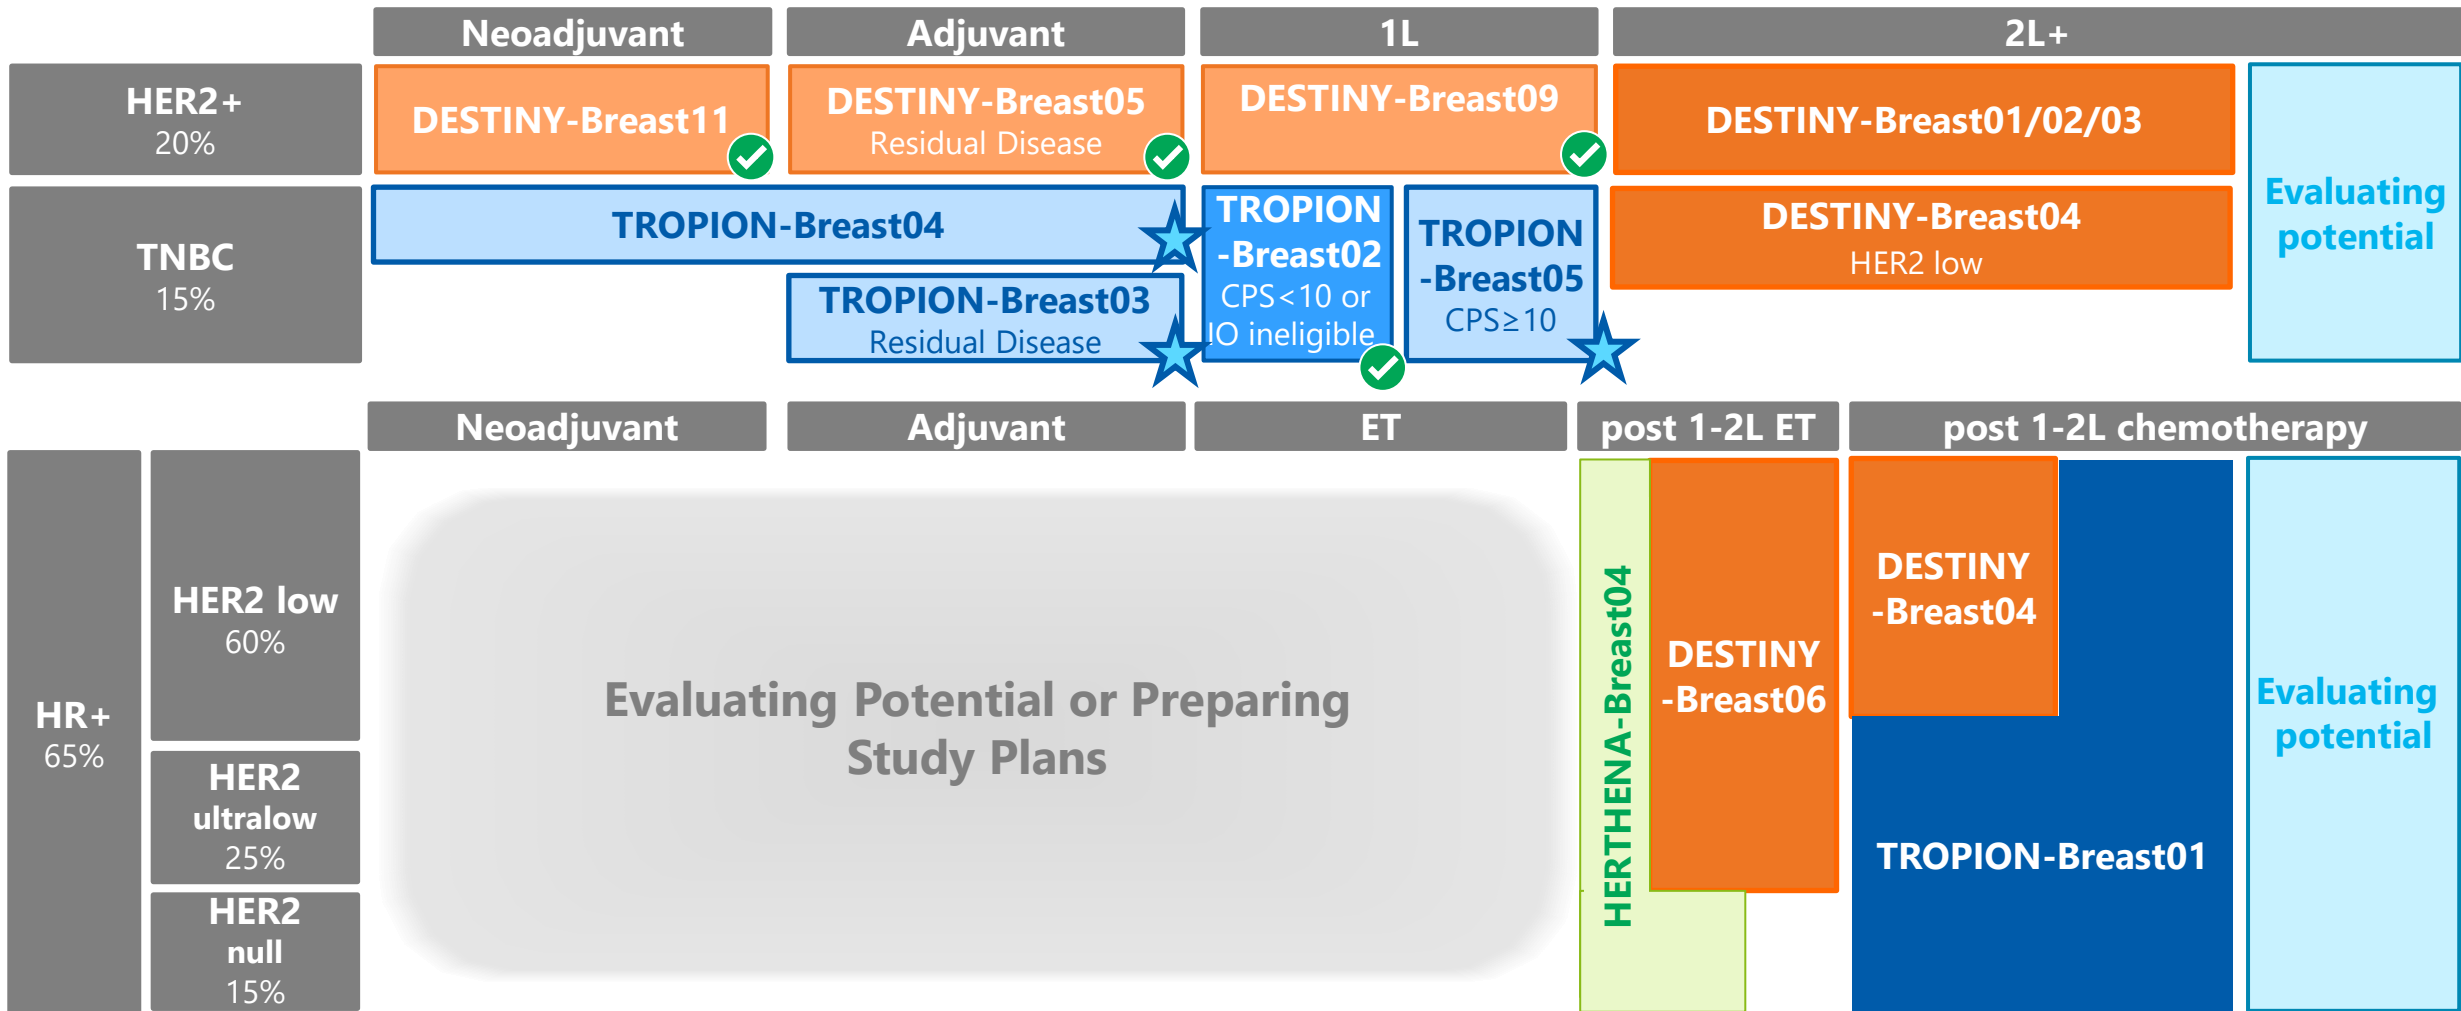 Neoadjuvant
Adjuvant
1L
2L+
HER2+
20%
DESTINY-Breast11
DESTINY-Breast05
Residual Disease
DESTINY-Breast09
DESTINY-Breast01/02/03
Evaluating
potential
TNBC
15%
TROPION-Breast04
TROPION-Breast03
Residual Disease
TROPION
-Breast02
CPS<10 or
IO ineligible
TROPION
-Breast05
CPS≥10
DESTINY-Breast04
HER2 low
Neoadjuvant
Adjuvant
ET
post 1-2L ET
post 1-2L chemotherapy
HR+
65%
HER2 low
60%
HER2
ultralow
25%
HER2
null
15%
Evaluating Potential or Preparing
Study Plans
HERTHENA-Breast04
DESTINY
-Breast06
DESTINY
-Breast04
TROPION-Breast01
Evaluating
potential